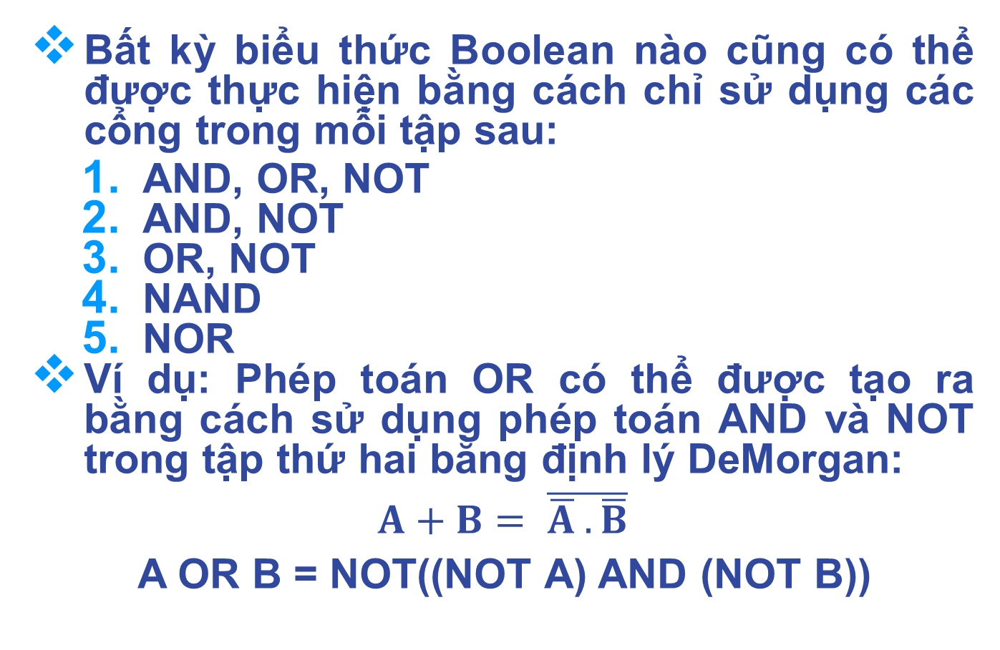 ❖ Bất kỳ biểu thức Boolean nào cũng có thể
được thực hiện bằng cách chỉ sử dụng các
cổng trong mỗi tập sau:
1. AND, OR, NOT
2. AND, NOT
3. OR, NOT
4. NAND
5. NOR
❖ Ví dụ: Phép toán OR có thể được tạo ra
bằng cách sử dụng phép toán AND và NOT
trong tập thứ hai bằng định lý DeMorgan:
A + B = \overline{\overline{A} . \overline{B}}
A OR B = NOT((NOT A) AND (NOT B))